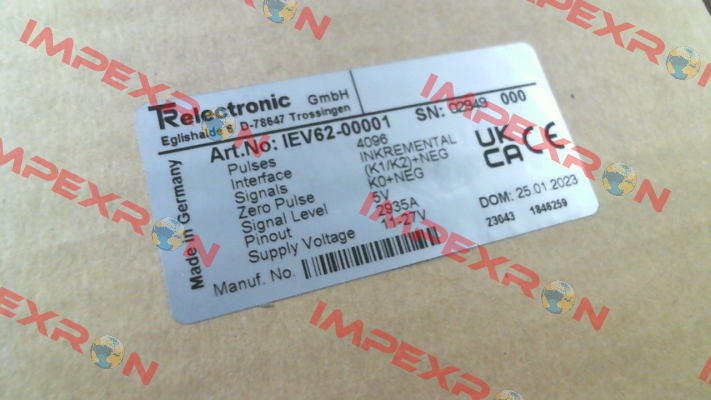 TRelectronic GmbH
Eglishalde 6 D-78647 Trossingen
Art.No: IEV62-00001 SN: 02949 000
Pulses 4096
Interface INKREMENTAL
Signals (K1/K2)+NEG
Zero Pulse K0+NEG
Signal Level 5V
Pinout 2935A
Supply Voltage 11-27V
Manuf. No.
Made in Germany
UK CA CE
DOM: 25.01.2023
23043 1846259
IMPEXRON
IMPEXRON
IMPEXRON
IMPEXRON
IMPEXRON
IMPEXRON
IMPEXRON